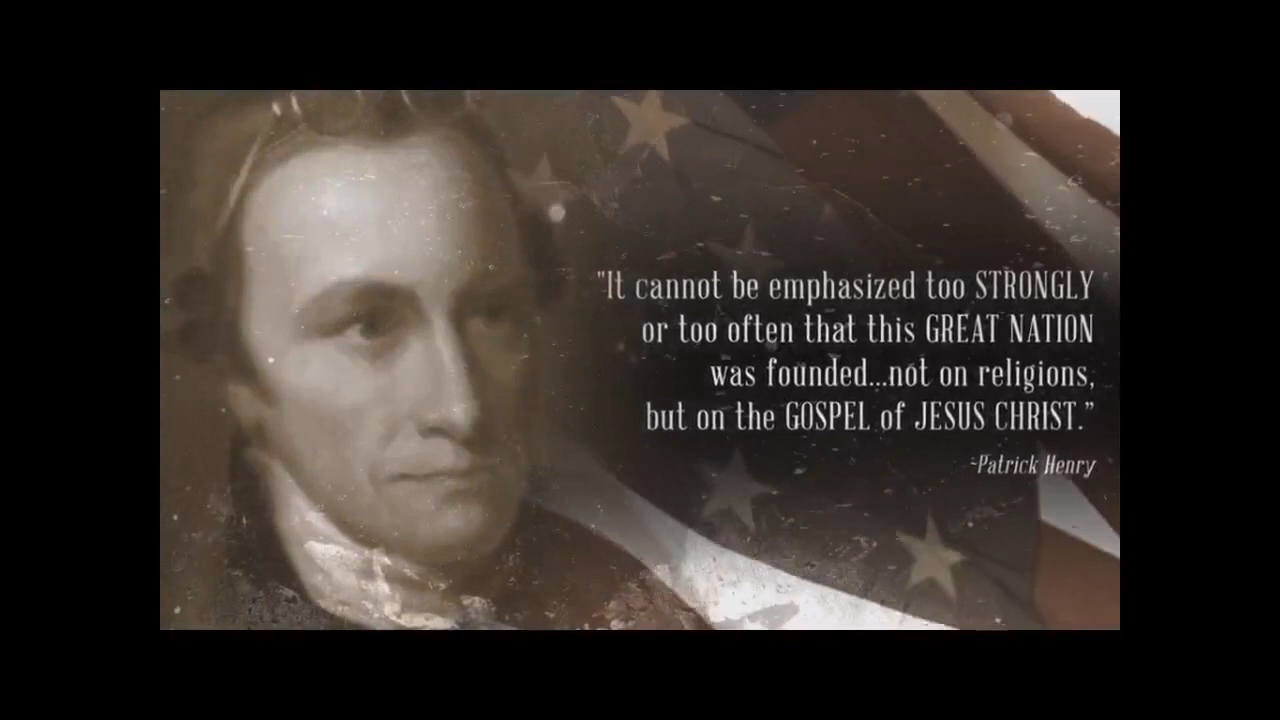 "It cannot be emphasized too STRONGLY
or too often that this GREAT NATION
was founded...not on religions,
but on the GOSPEL of JESUS CHRIST.”
~Patrick Henry